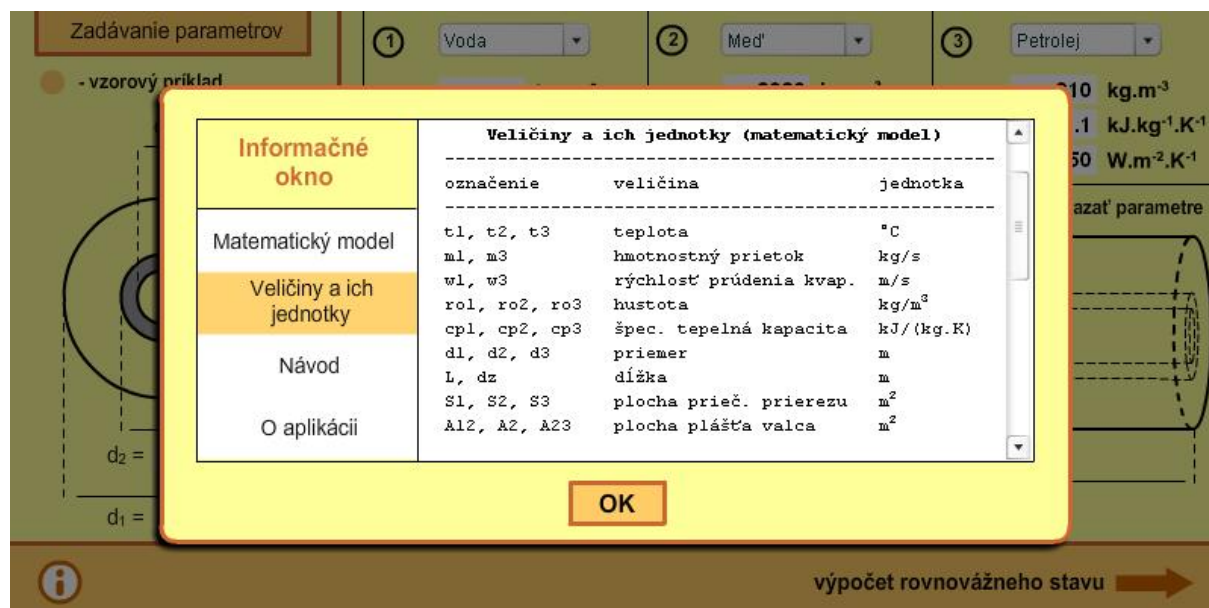 Zadávanie parametrov
1 Voda
2 Meď
3 Petrolej
- vzorový príklad
10 kg.m⁻³
.1 kJ.kg⁻¹.K⁻¹
50 W.m⁻².K⁻¹
azať parametre
Informačné
okno
Matematický model
Veličiny a ich
jednotky
Návod
O aplikácii
Veličiny a ich jednotky (matematický model)
označenie veličina jednotka
t1, t2, t3 teplota °C
m1, m3 hmotnostný prietok kg/s
w1, w3 rýchlosť prúdenia kvap. m/s
ro1, ro2, ro3 hustota kg/m³
cp1, cp2, cp3 špec. tepelná kapacita kJ/(kg.K)
d1, d2, d3 priemer m
L, dz dĺžka m
S1, S2, S3 plocha prieč. prierezu m²
A12, A2, A23 plocha plášťa valca m²
OK
d₂ =
d₁ =
výpočet rovnovážneho stavu